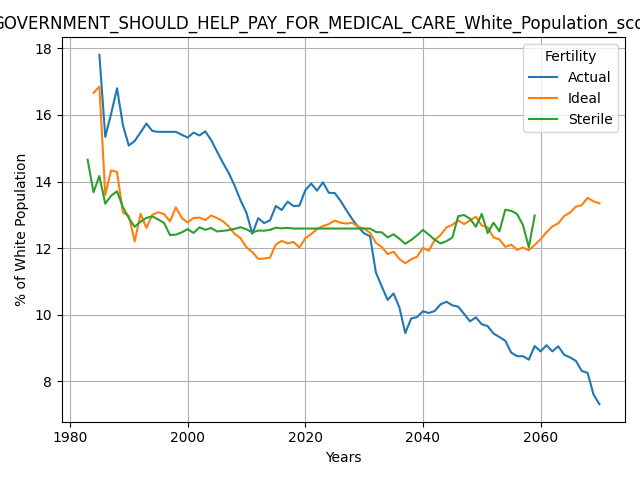 GOVERNMENT_SHOULD_HELP_PAY_FOR_MEDICAL_CARE_White_Population_sco
Fertility
Actual
Ideal
Sterile
% of White Population
18
16
14
12
10
8
1980
2000
2020
2040
2060
Years